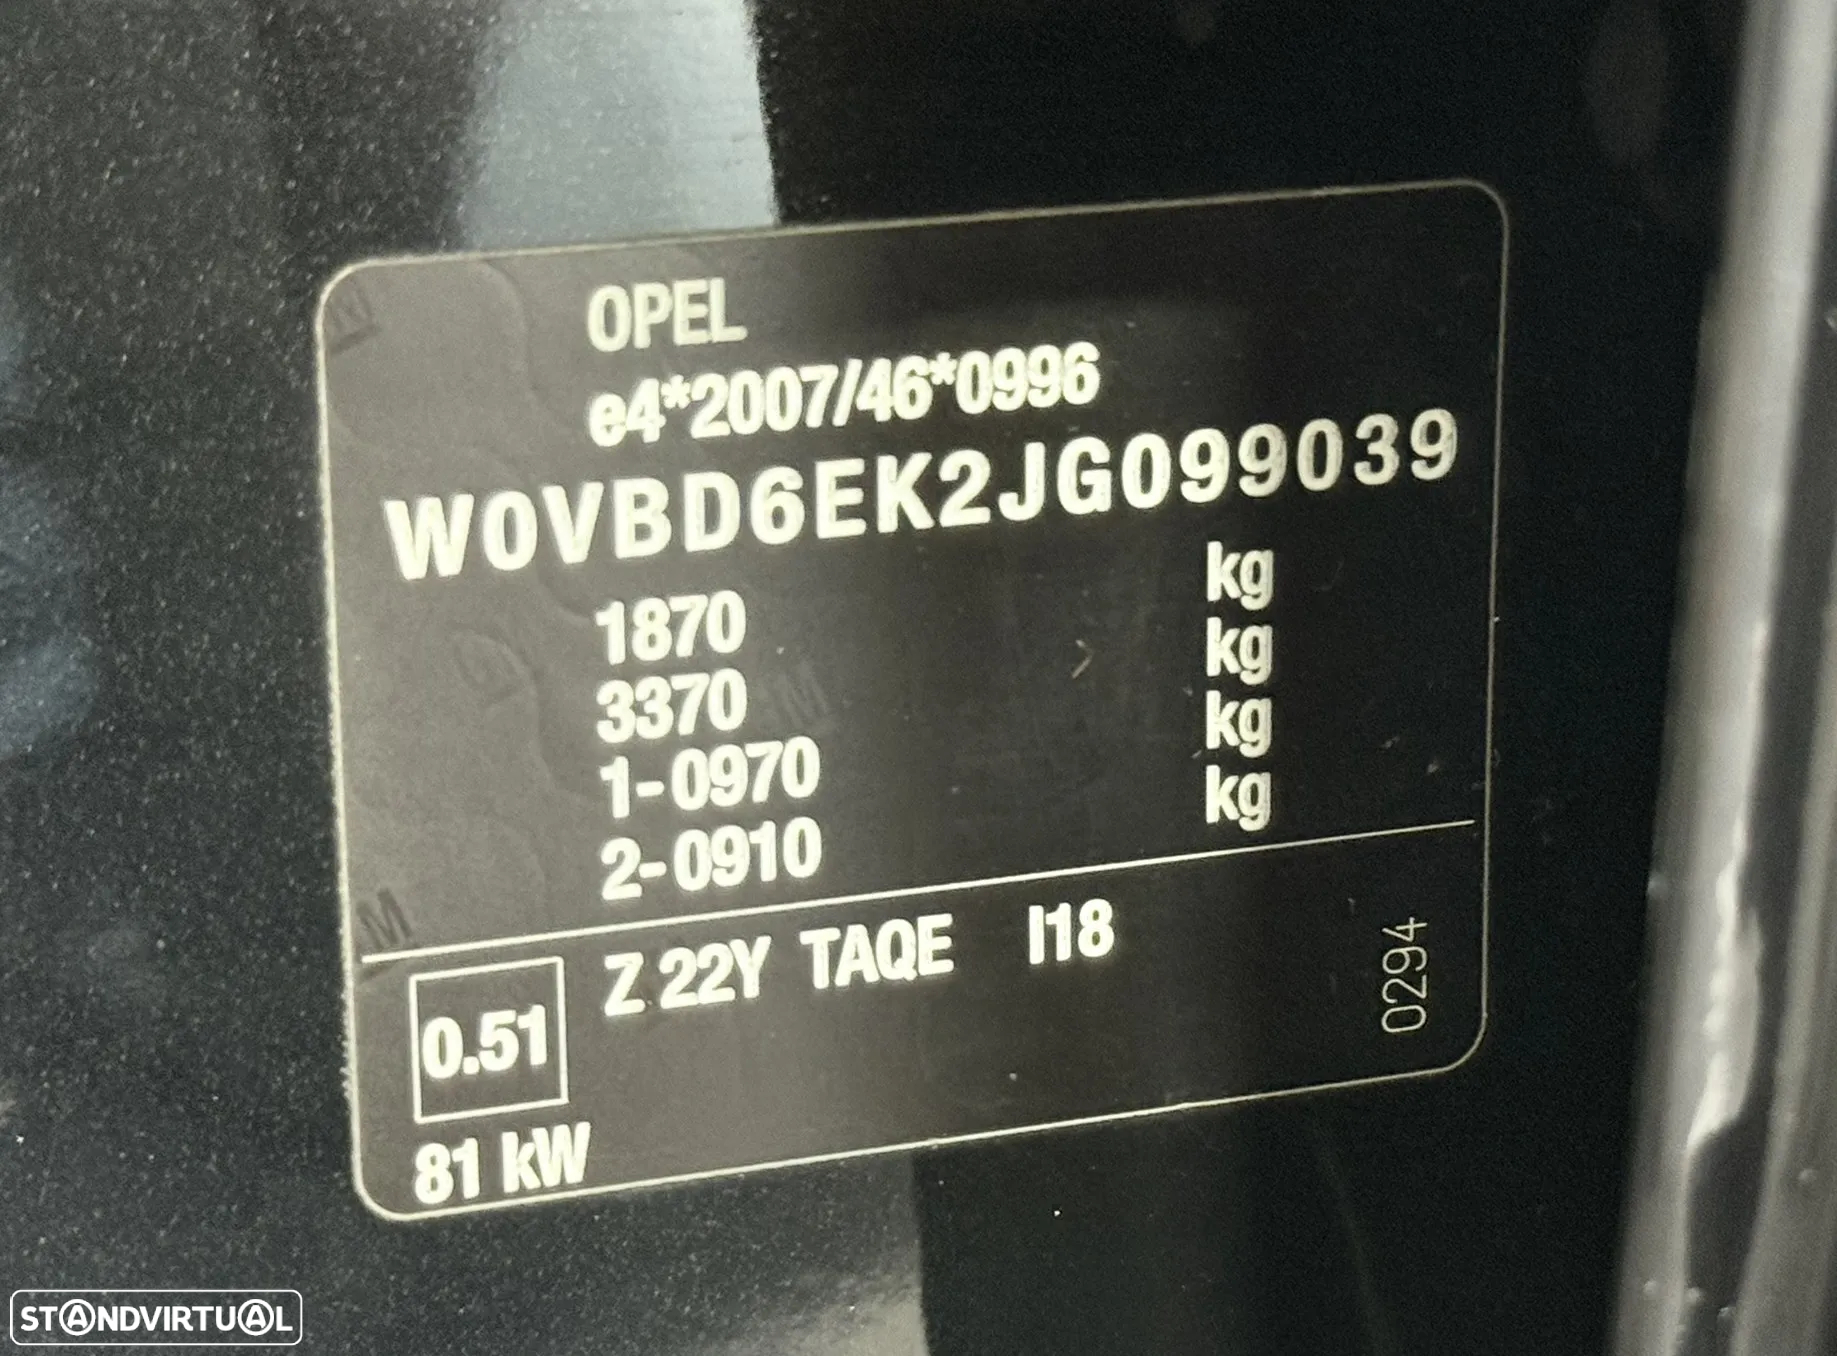 OPEL
e4*2007/46*0996
W0VBD6EK2JG099039
1870 kg
3370 kg
1-0970 kg
2-0910 kg
Z 22Y TAQE I18
0294
0.51
81 kW
STANDVIRTUAL